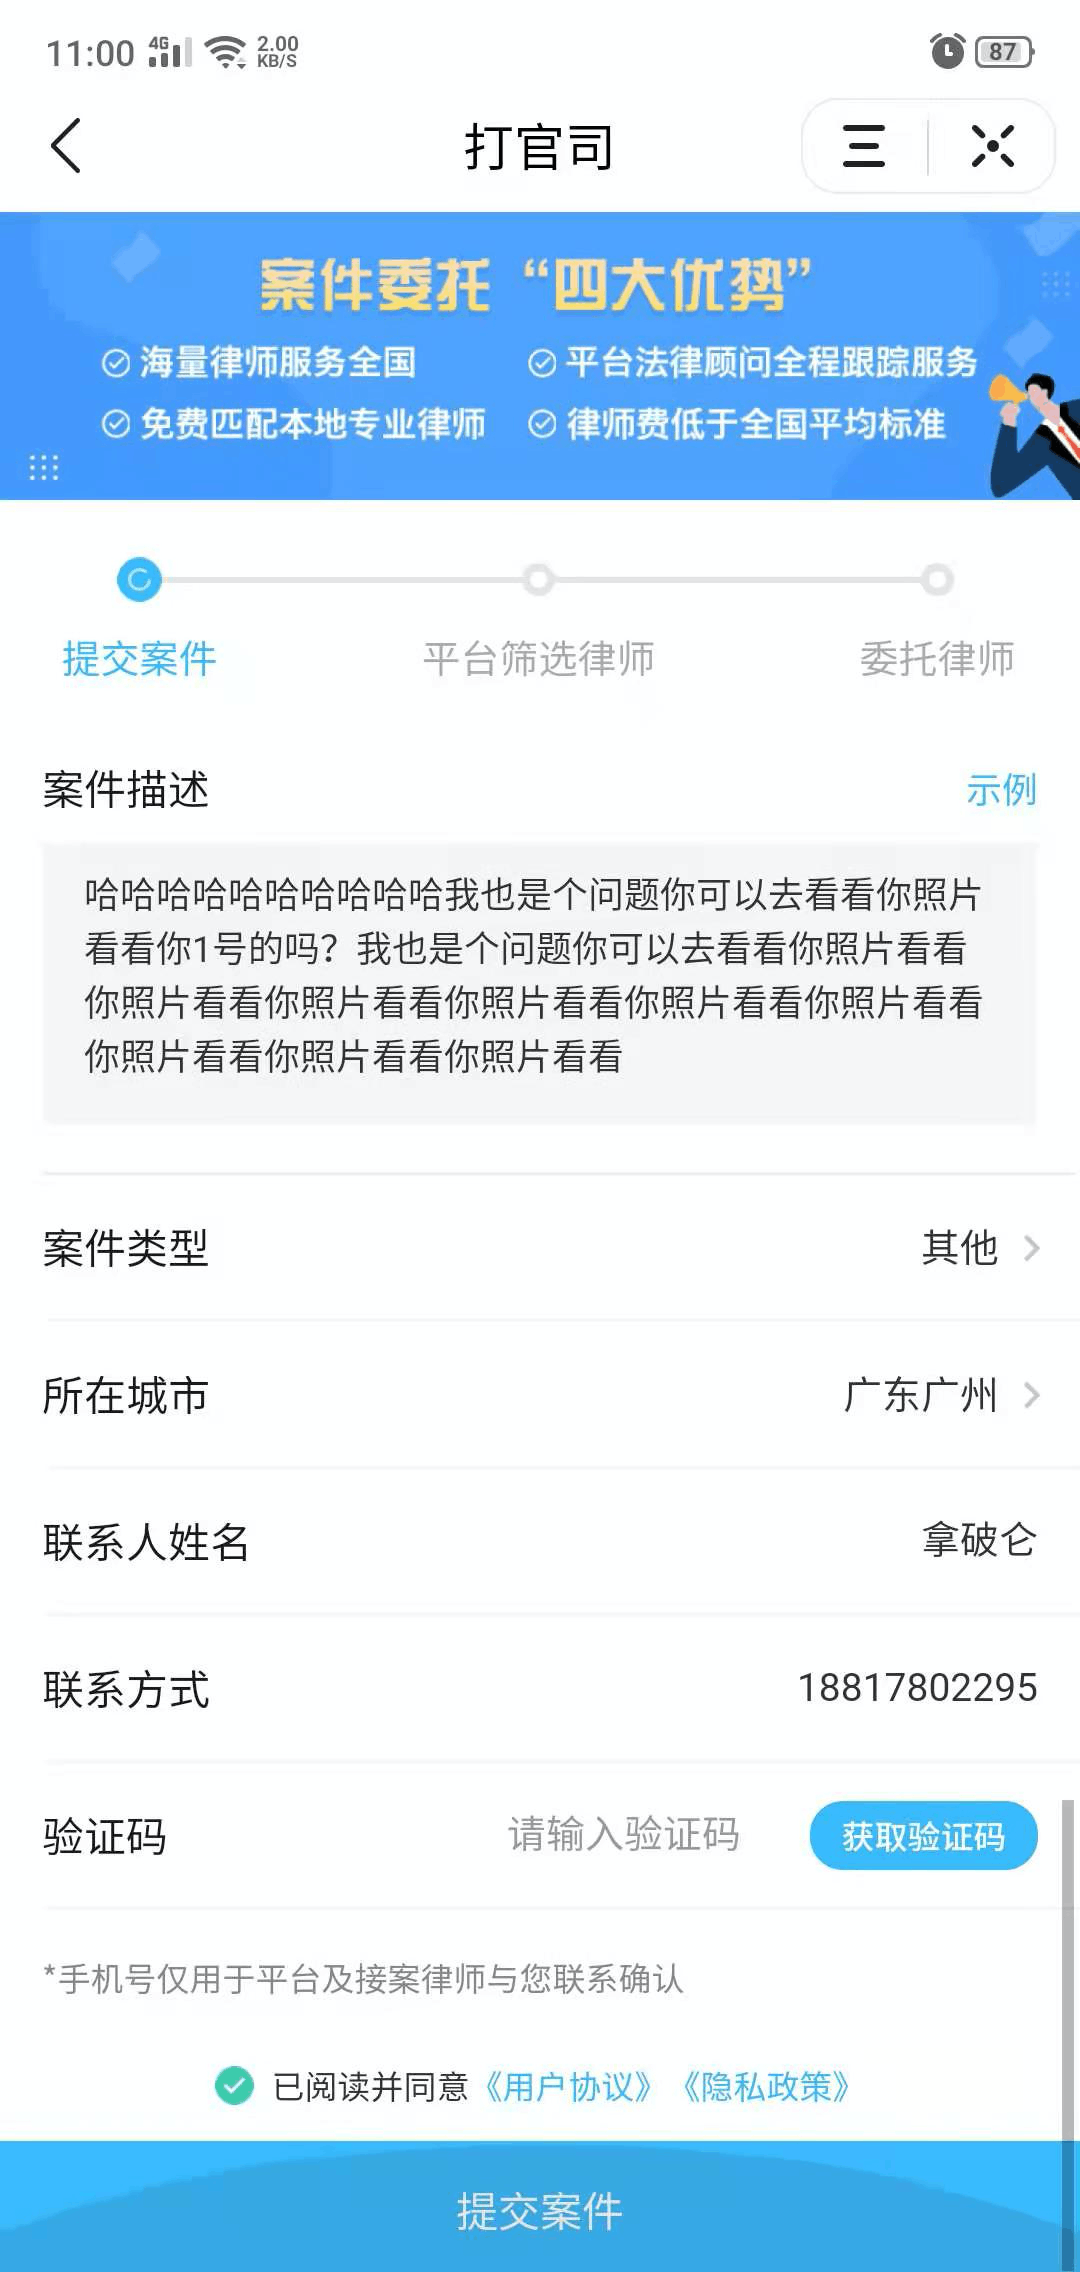 11:00 4G 2.00 KB/S 87
打官司
案件委托“四大优势”
海量律师服务全国 平台法律顾问全程跟踪服务
免费匹配本地专业律师 律师费低于全国平均标准
提交案件 平台筛选律师 委托律师
案件描述 示例
哈哈哈哈哈哈哈哈哈哈我也是个问题你可以去看看你照片
看看你1号的吗？我也是个问题你可以去看看你照片看看
你照片看看你照片看看你照片看看你照片看看你照片看看
你照片看看你照片看看你照片看看
案件类型 其他
所在城市 广东广州
联系人姓名 拿破仑
联系方式 18817802295
验证码 请输入验证码 获取验证码
*手机号仅用于平台及接案律师与您联系确认
已阅读并同意《用户协议》《隐私政策》
提交案件